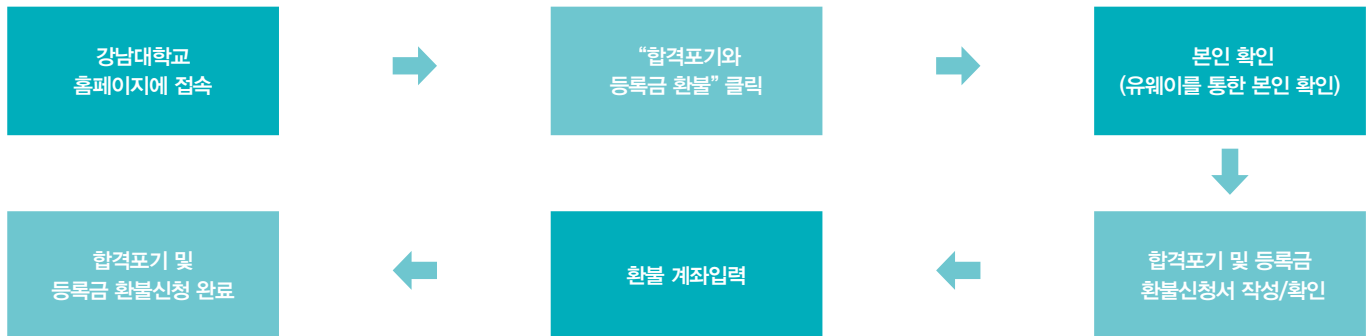 강남대학교
홈페이지에 접속
“합격포기와
등록금 환불” 클릭
본인 확인
(유웨이를 통한 본인 확인)
합격포기 및 등록금
환불신청서 작성/확인
환불 계좌입력
합격포기 및
등록금 환불신청 완료